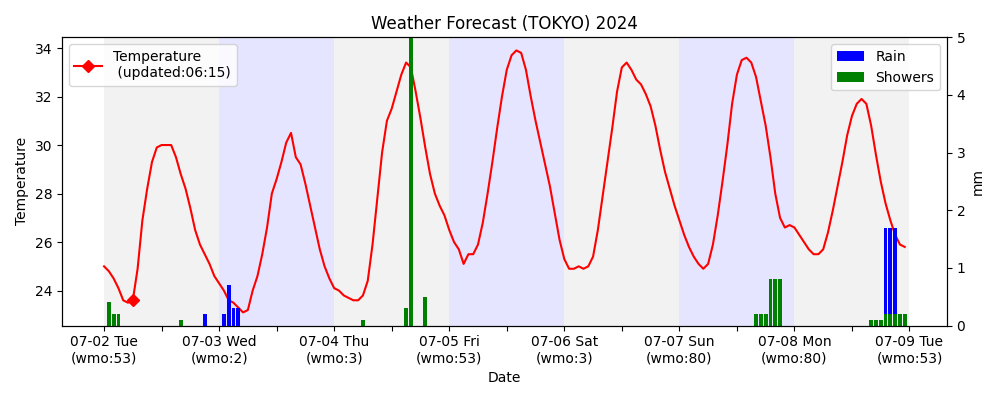 Weather Forecast (TOKYO) 2024
Temperature
(updated:06:15)
Rain
Showers
34
32
30
28
26
24
Temperature
5
4
3
2
1
0
mm
07-02 Tue
(wmo:53)
07-03 Wed
(wmo:2)
07-04 Thu
(wmo:3)
07-05 Fri
(wmo:53)
07-06 Sat
(wmo:3)
07-07 Sun
(wmo:80)
07-08 Mon
(wmo:80)
07-09 Tue
(wmo:53)
Date